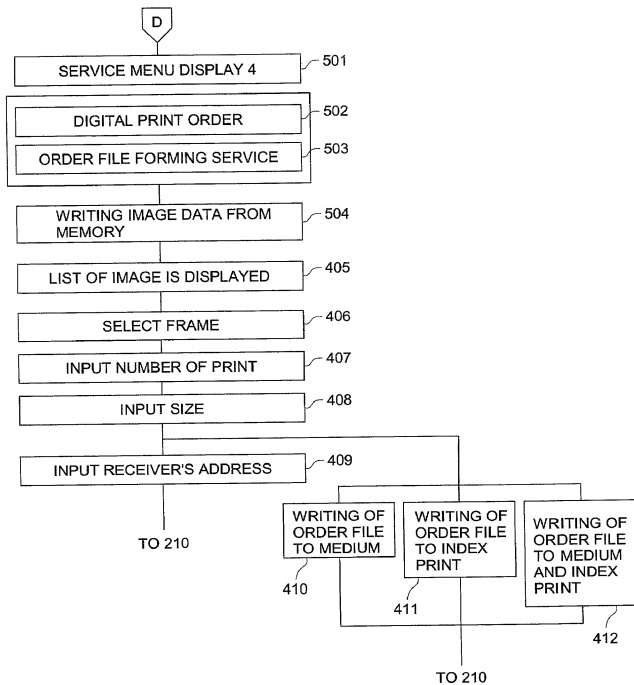 D
SERVICE MENU DISPLAY 4
501
DIGITAL PRINT ORDER
502
ORDER FILE FORMING SERVICE
503
WRITING IMAGE DATA FROM
MEMORY
504
LIST OF IMAGE IS DISPLAYED
405
SELECT FRAME
406
INPUT NUMBER OF PRINT
407
INPUT SIZE
408
INPUT RECEIVER'S ADDRESS
409
TO 210
WRITING OF
ORDER FILE
TO MEDIUM
410
WRITING OF
ORDER FILE
TO INDEX
PRINT
411
WRITING OF
ORDER FILE
TO MEDIUM
AND INDEX
PRINT
412
TO 210